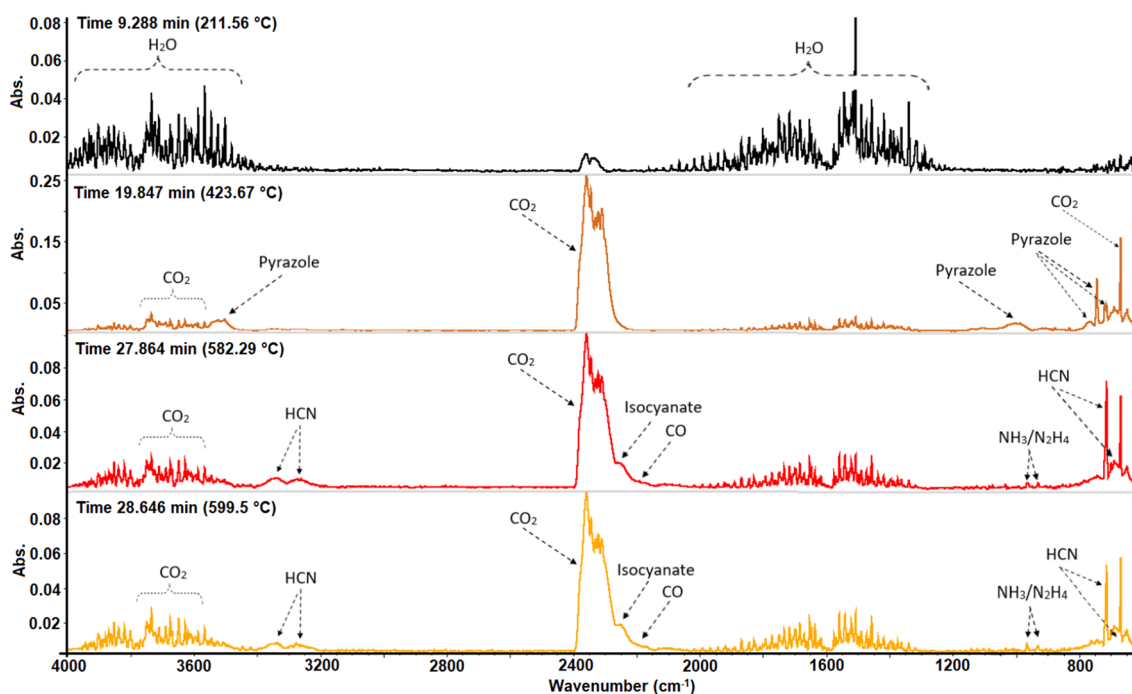 Time 9.288 min (211.56 °C)
H₂O
H₂O
0.08
0.06
0.04
0.02
Abs.
Time 19.847 min (423.67 °C)
CO₂
CO₂
Pyrazole
Pyrazole
Pyrazole
CO₂
0.25
0.15
0.05
Abs.
Time 27.864 min (582.29 °C)
CO₂
HCN
CO₂
Isocyanate
CO
NH₃/N₂H₄
HCN
0.08
0.06
0.04
0.02
Abs.
Time 28.646 min (599.5 °C)
CO₂
HCN
CO₂
Isocyanate
CO
NH₃/N₂H₄
HCN
0.08
0.06
0.04
0.02
Abs.
4000 3600 3200 2800 2400 2000 1600 1200 800
Wavenumber (cm⁻¹)